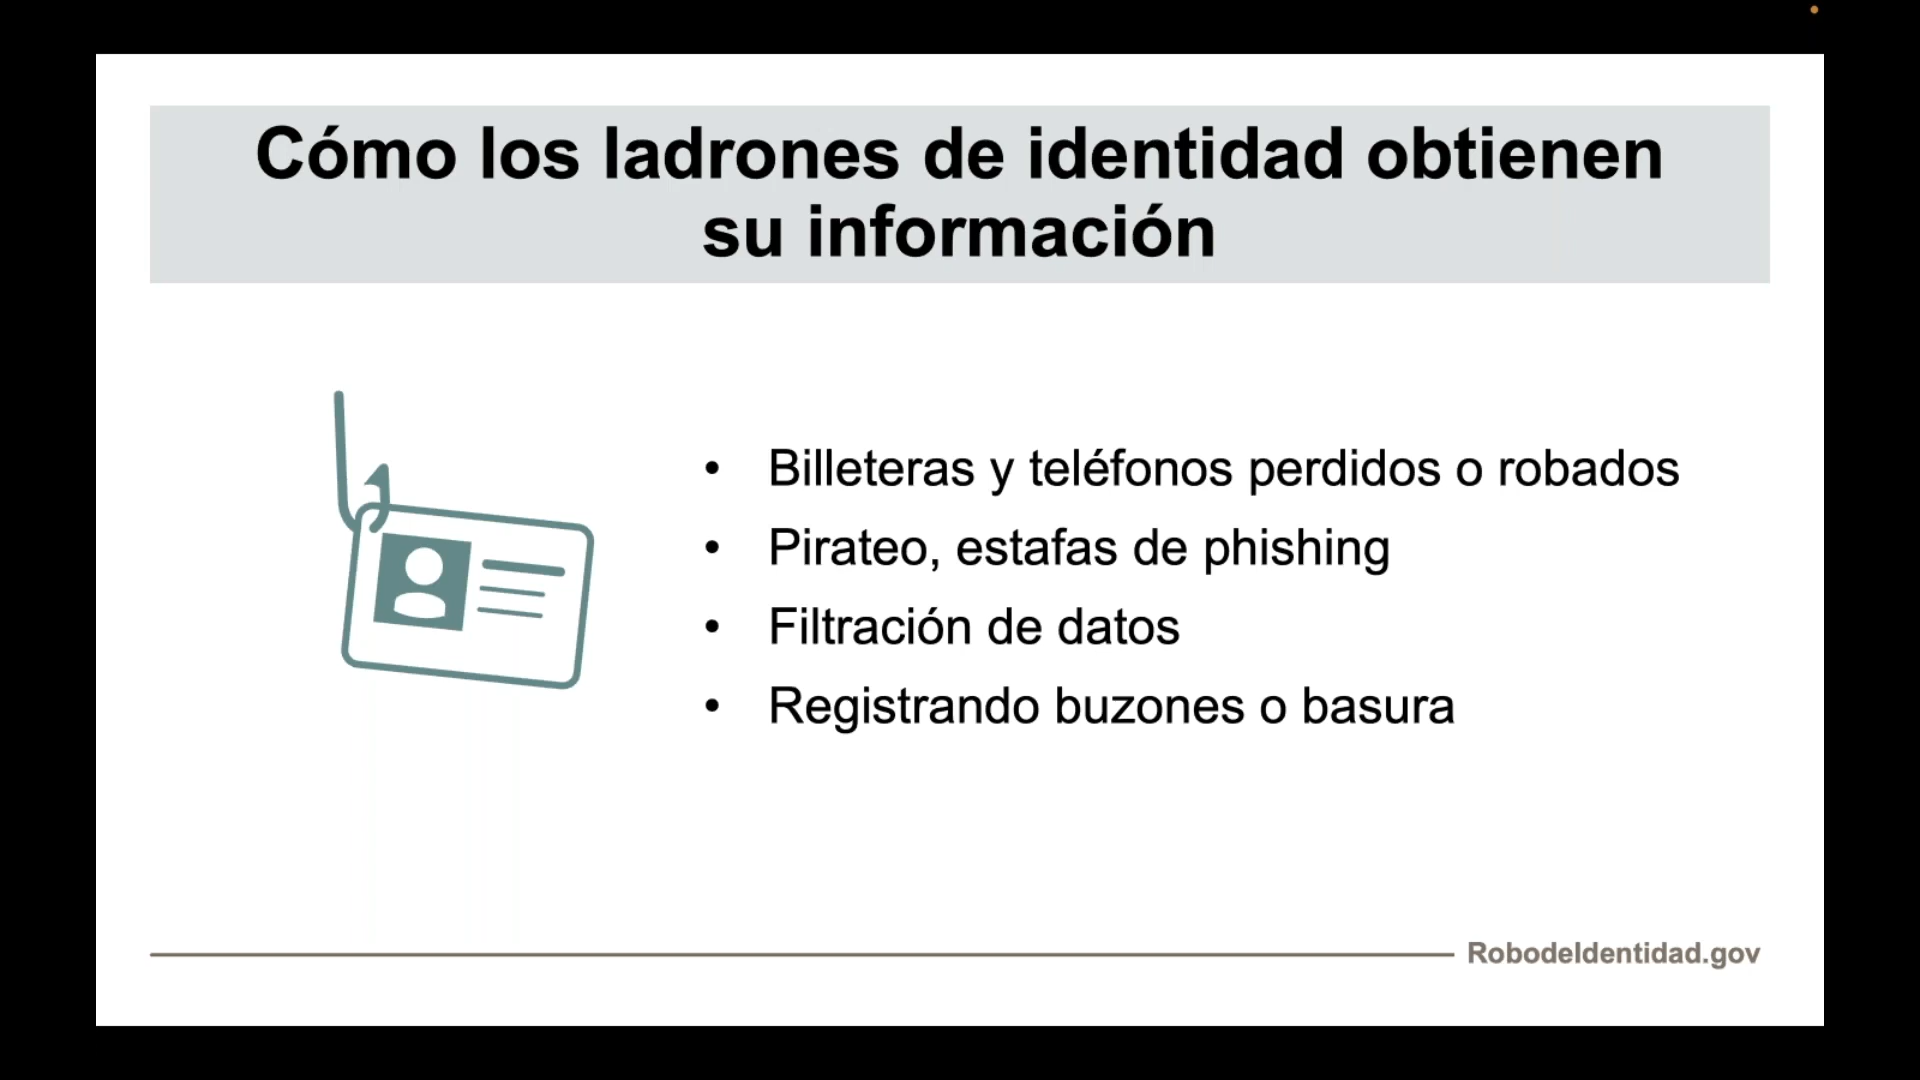 Cómo los ladrones de identidad obtienen
su información
• Billeteras y teléfonos perdidos o robados
• Pirateo, estafas de phishing
• Filtración de datos
• Registrando buzones o basura
RobodeIdentidad.gov